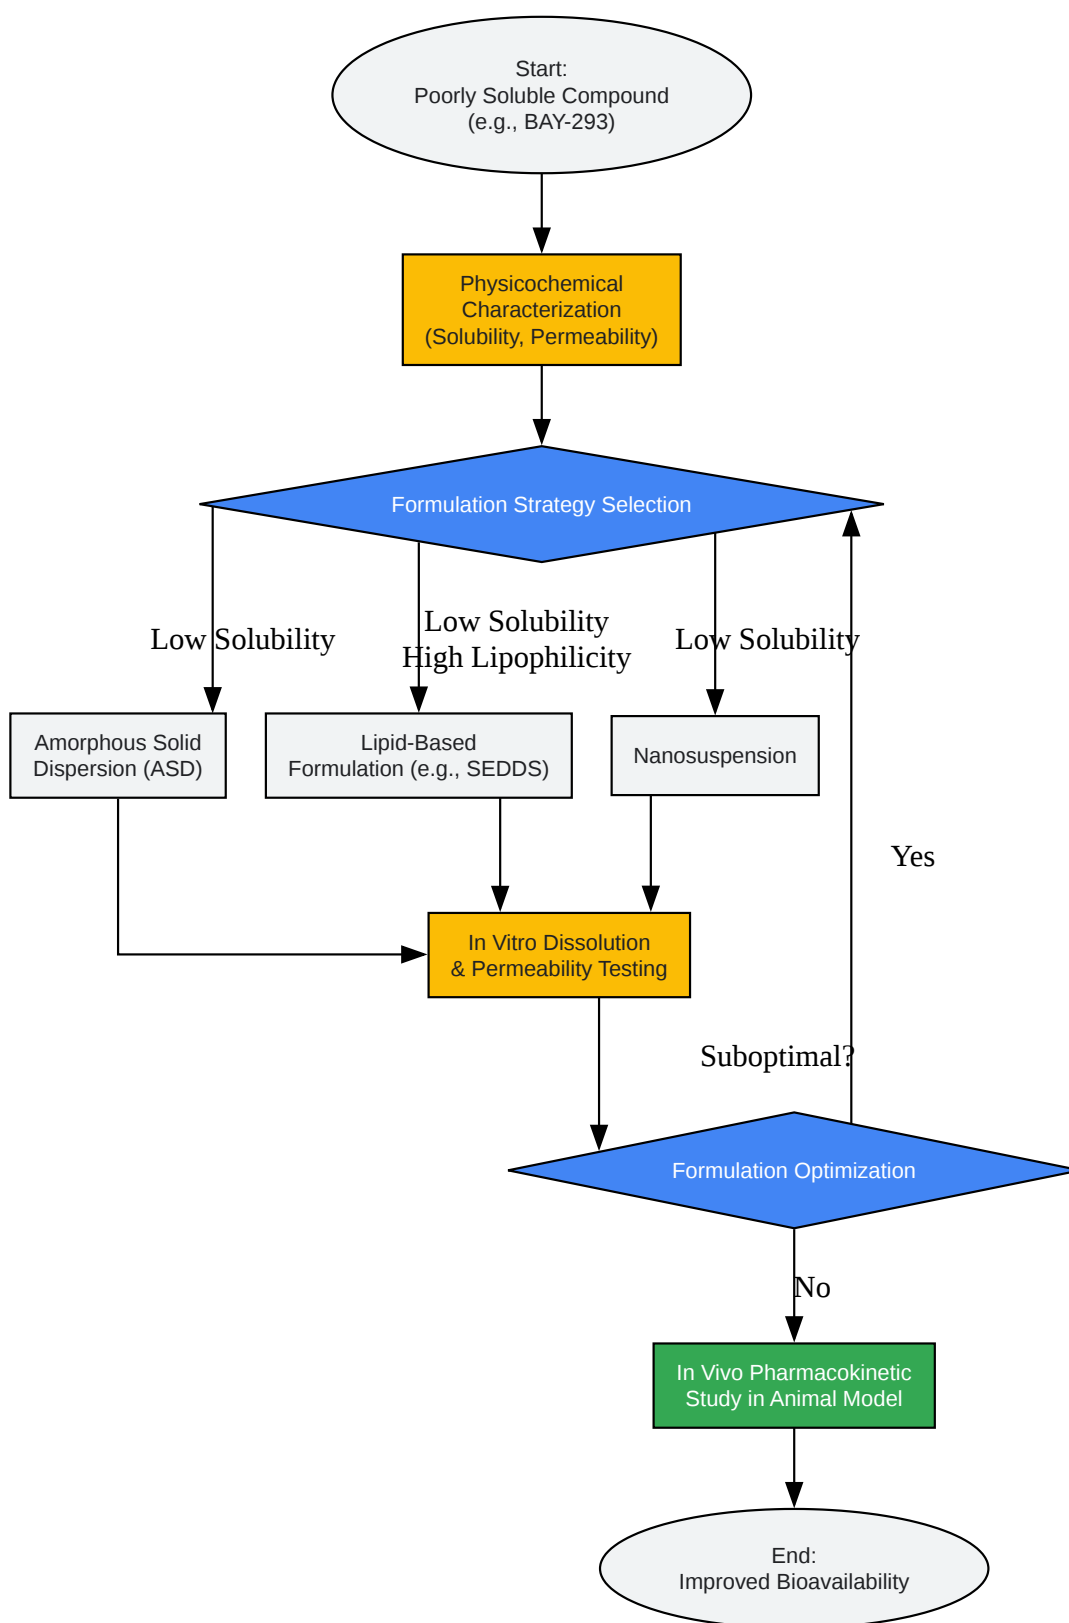 Start:
Poorly Soluble Compound
(e.g., BAY-293)
Physicochemical
Characterization
(Solubility, Permeability)
Formulation Strategy Selection
Low Solubility
Low Solubility
High Lipophilicity
Low Solubility
Amorphous Solid
Dispersion (ASD)
Lipid-Based
Formulation (e.g., SEDDS)
Nanosuspension
Yes
In Vitro Dissolution
& Permeability Testing
Suboptimal?
Formulation Optimization
No
In Vivo Pharmacokinetic
Study in Animal Model
End:
Improved Bioavailability